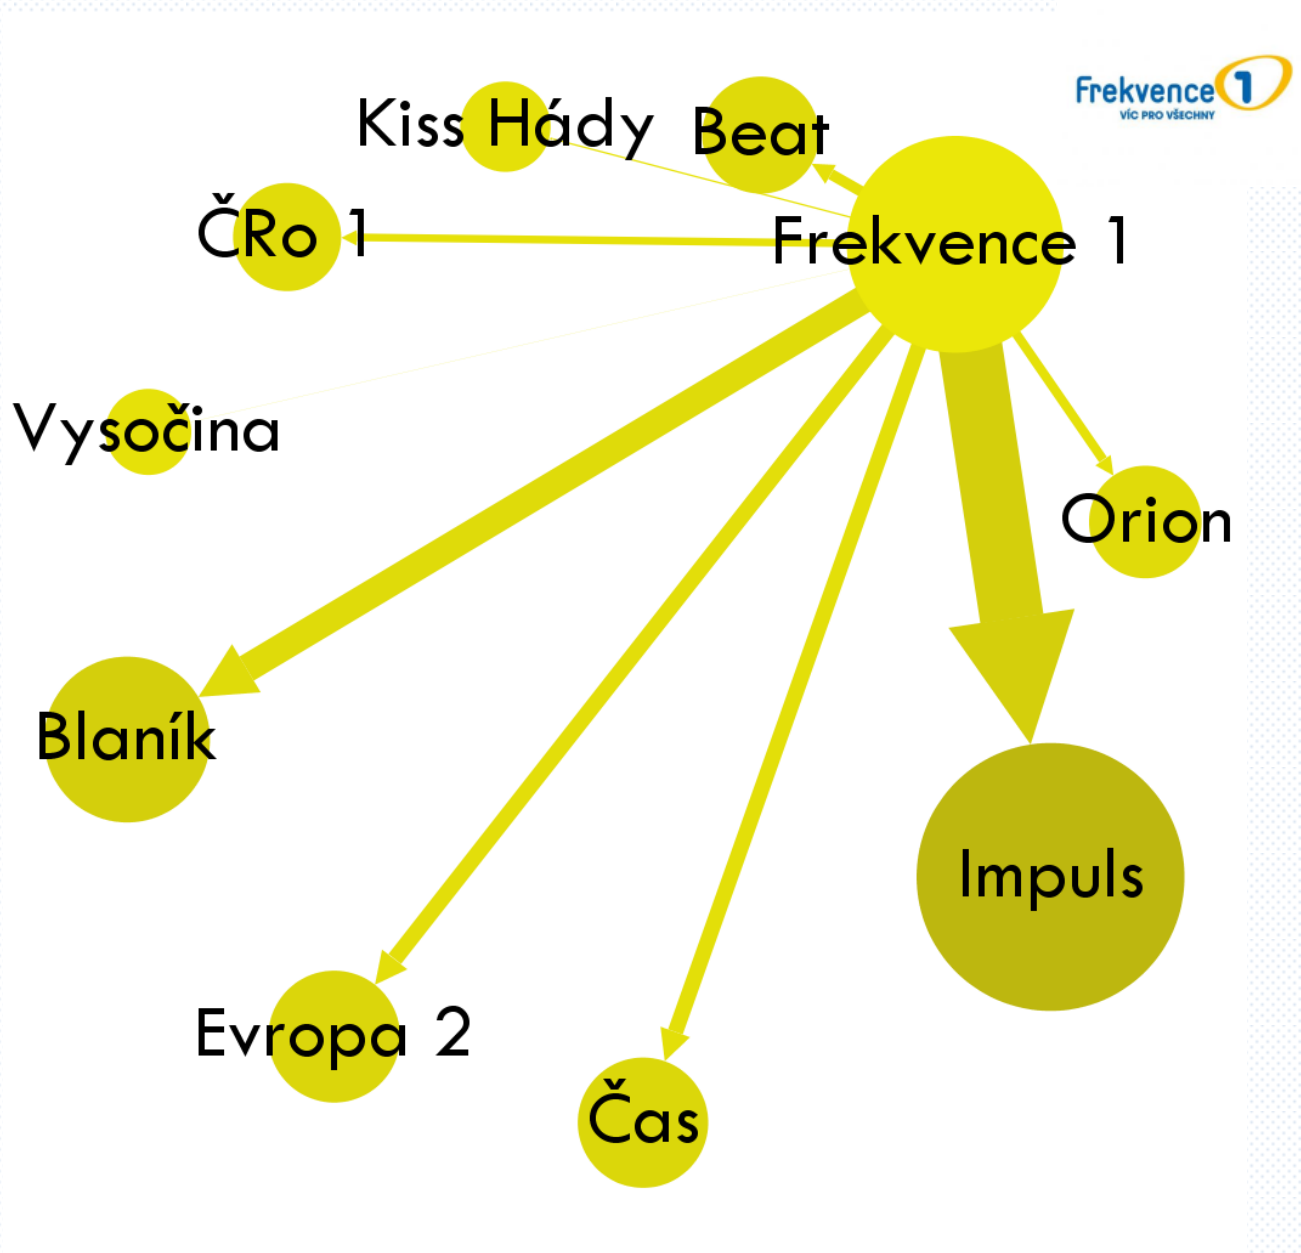 Frekvence 1
VÍC PRO VŠECHNY
Kiss Hády
Beat
ČRo 1
Frekvence 1
Vysočina
Orion
Blaník
Impuls
Evropa 2
Čas